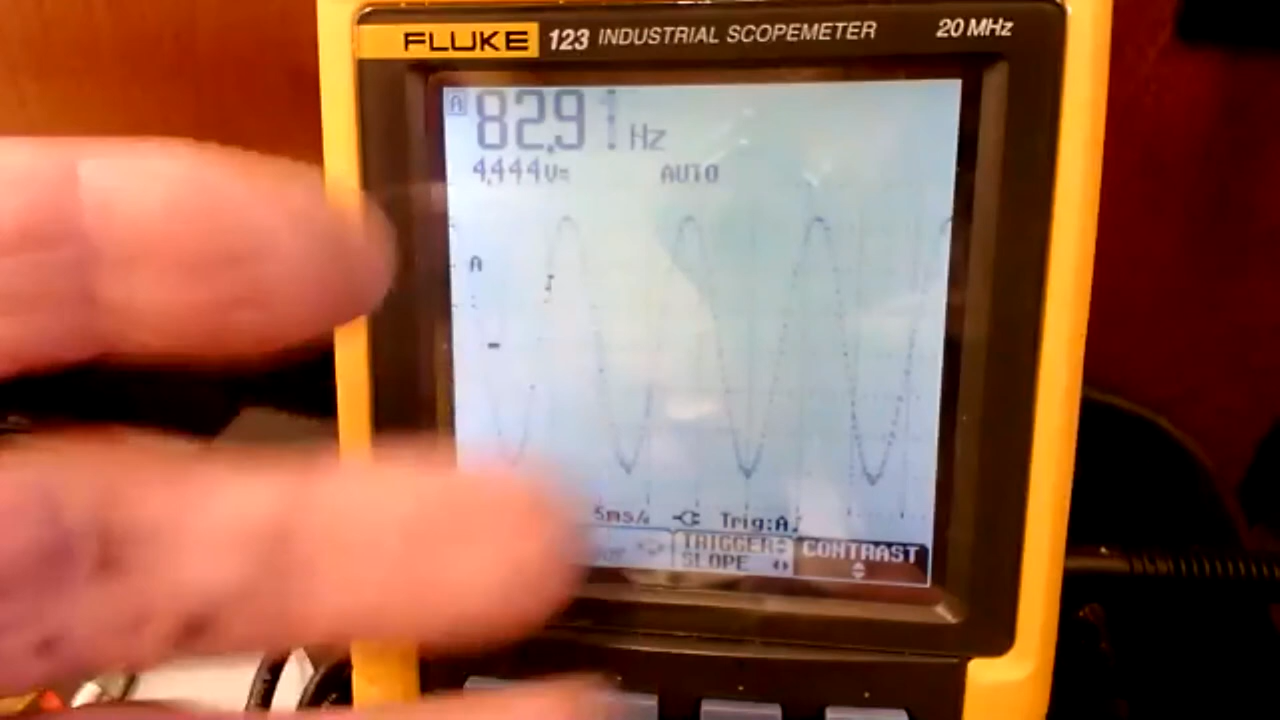 FLUKE 123 INDUSTRIAL SCOPEMETER 20 MHz
A 82.91 Hz
4.444V= AUTO
A
5ms/ Trig:A
TRIGGER CONTRAST
SLOPE